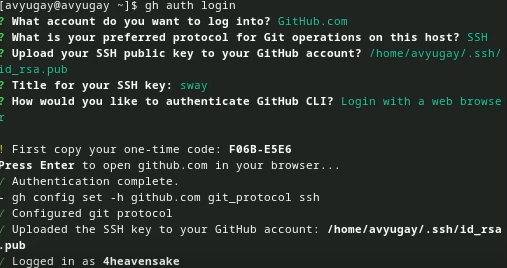 [avyugay@avyugay ~]$ gh auth login
? What account do you want to log into? GitHub.com
? What is your preferred protocol for Git operations on this host? SSH
? Upload your SSH public key to your GitHub account? /home/avyugay/.ssh/
id_rsa.pub
? Title for your SSH key: sway
? How would you like to authenticate GitHub CLI? Login with a web browse
r
! First copy your one-time code: F06B-E5E6
Press Enter to open github.com in your browser...
✓ Authentication complete.
- gh config set -h github.com git_protocol ssh
✓ Configured git protocol
✓ Uploaded the SSH key to your GitHub account: /home/avyugay/.ssh/id_rsa
.pub
✓ Logged in as 4heavensake